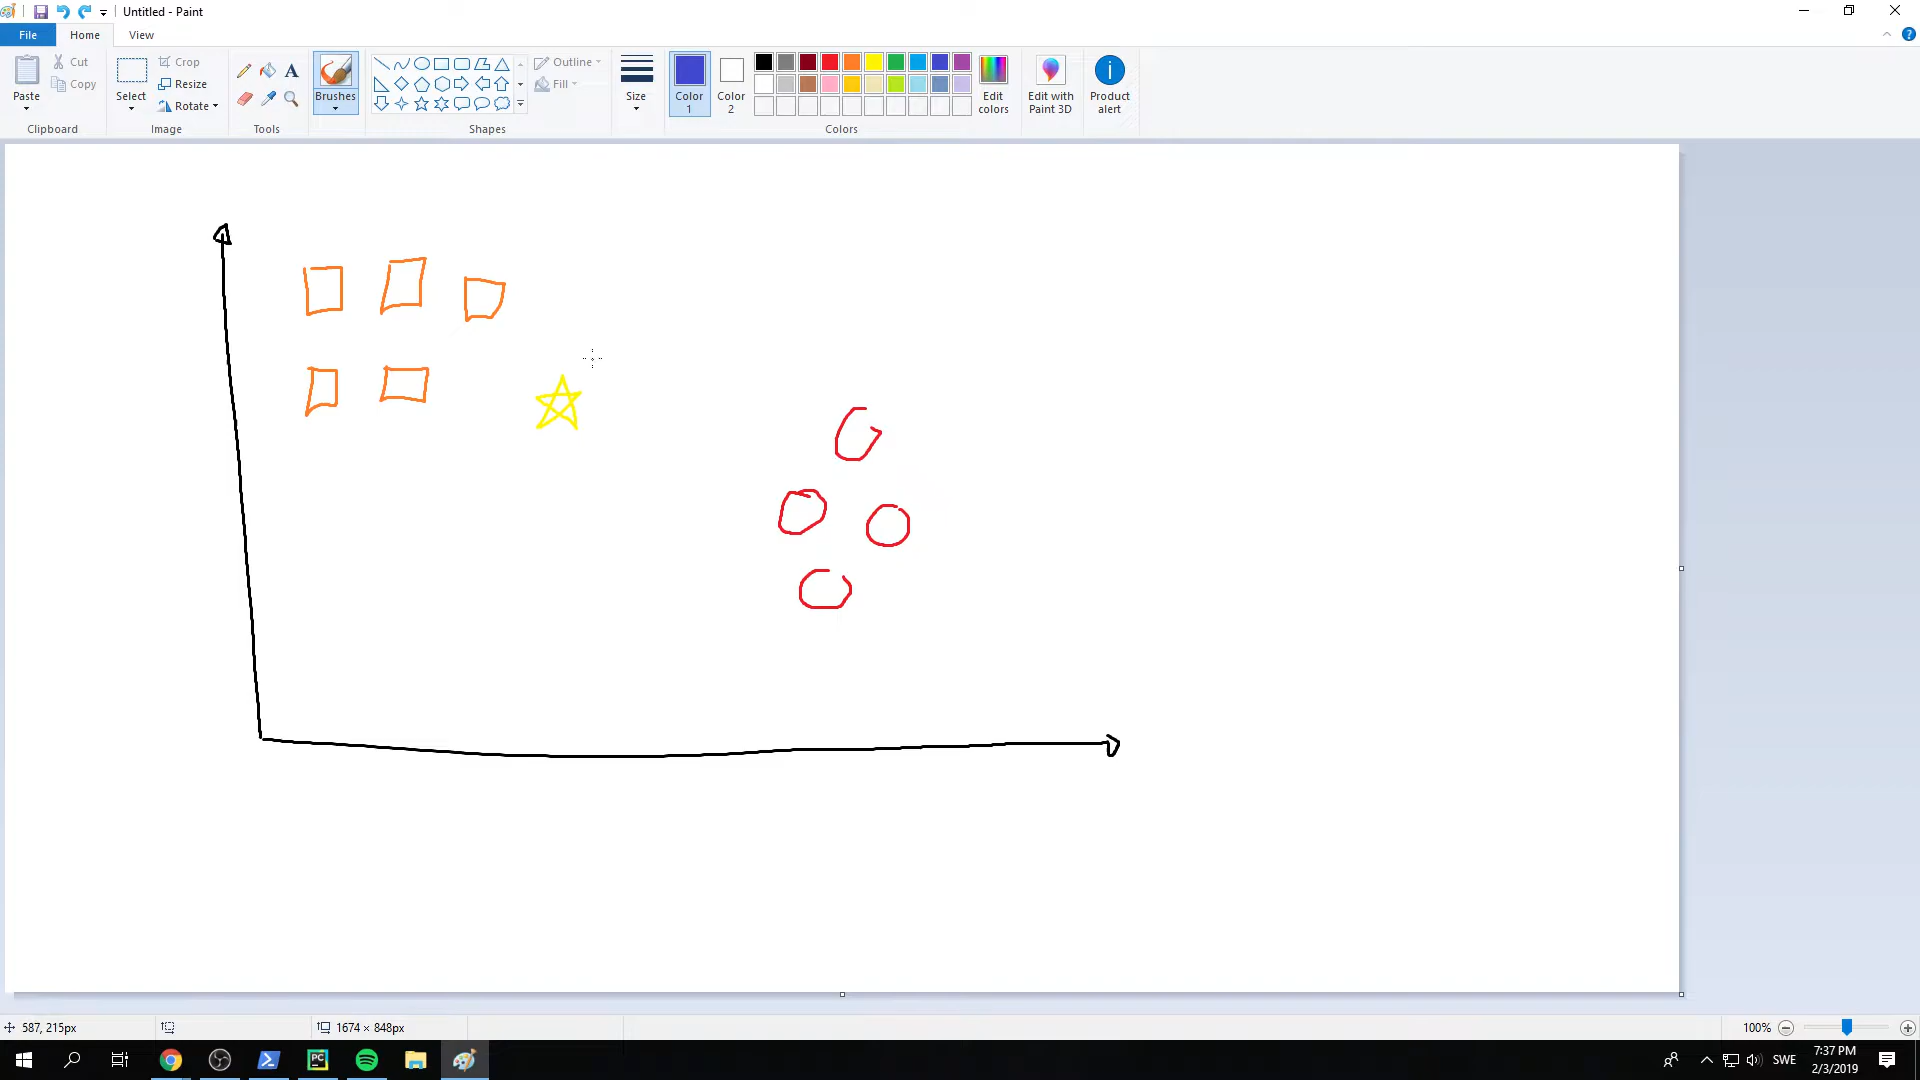 Untitled - Paint
File Home View
Paste
Cut
Copy
Clipboard
Select
Crop
Resize
Rotate
Image
A
Tools
Brushes
Outline
Fill
Shapes
Size
Color 1
Color 2
Edit colors
Colors
Edit with Paint 3D
Product alert
587, 215px
1674 × 848px
100%
PC
SWE
7:37 PM
2/3/2019